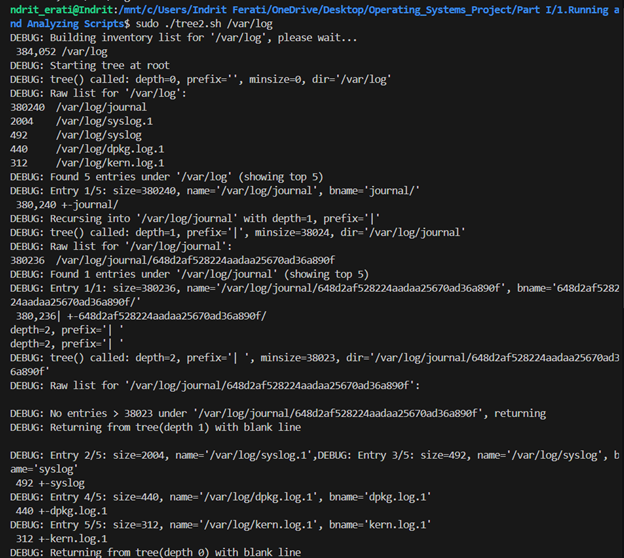 ndrit_erati@Indrit:/mnt/c/Users/Indrit Ferati/OneDrive/Desktop/Operating_Systems_Project/Part I/1.Running a
nd Analyzing Scripts$ sudo ./tree2.sh /var/log
DEBUG: Building inventory list for '/var/log', please wait...
 384,052 /var/log
DEBUG: Starting tree at root
DEBUG: tree() called: depth=0, prefix='', minsize=0, dir='/var/log'
DEBUG: Raw list for '/var/log':
380240  /var/log/journal
2004    /var/log/syslog.1
492     /var/log/syslog
440     /var/log/dpkg.log.1
312     /var/log/kern.log.1
DEBUG: Found 5 entries under '/var/log' (showing top 5)
DEBUG: Entry 1/5: size=380240, name='/var/log/journal', bname='journal/'
 380,240 +-journal/
DEBUG: Recursing into '/var/log/journal' with depth=1, prefix='|'
DEBUG: tree() called: depth=1, prefix='|', minsize=38024, dir='/var/log/journal'
DEBUG: Raw list for '/var/log/journal':
380236  /var/log/journal/648d2af528224aadaa25670ad36a890f
DEBUG: Found 1 entries under '/var/log/journal' (showing top 5)
DEBUG: Entry 1/1: size=380236, name='/var/log/journal/648d2af528224aadaa25670ad36a890f', bname='648d2af5282
24aadaa25670ad36a890f/'
 380,236| +-648d2af528224aadaa25670ad36a890f/
depth=2, prefix='| '
depth=2, prefix='| '
DEBUG: tree() called: depth=2, prefix='| ', minsize=38023, dir='/var/log/journal/648d2af528224aadaa25670ad3
6a890f'
DEBUG: Raw list for '/var/log/journal/648d2af528224aadaa25670ad36a890f':
DEBUG: No entries > 38023 under '/var/log/journal/648d2af528224aadaa25670ad36a890f', returning
DEBUG: Returning from tree(depth 1) with blank line
DEBUG: Entry 2/5: size=2004, name='/var/log/syslog.1',DEBUG: Entry 3/5: size=492, name='/var/log/syslog', b
ame='syslog'
 492 +-syslog
DEBUG: Entry 4/5: size=440, name='/var/log/dpkg.log.1', bname='dpkg.log.1'
 440 +-dpkg.log.1
DEBUG: Entry 5/5: size=312, name='/var/log/kern.log.1', bname='kern.log.1'
 312 +-kern.log.1
DEBUG: Returning from tree(depth 0) with blank line